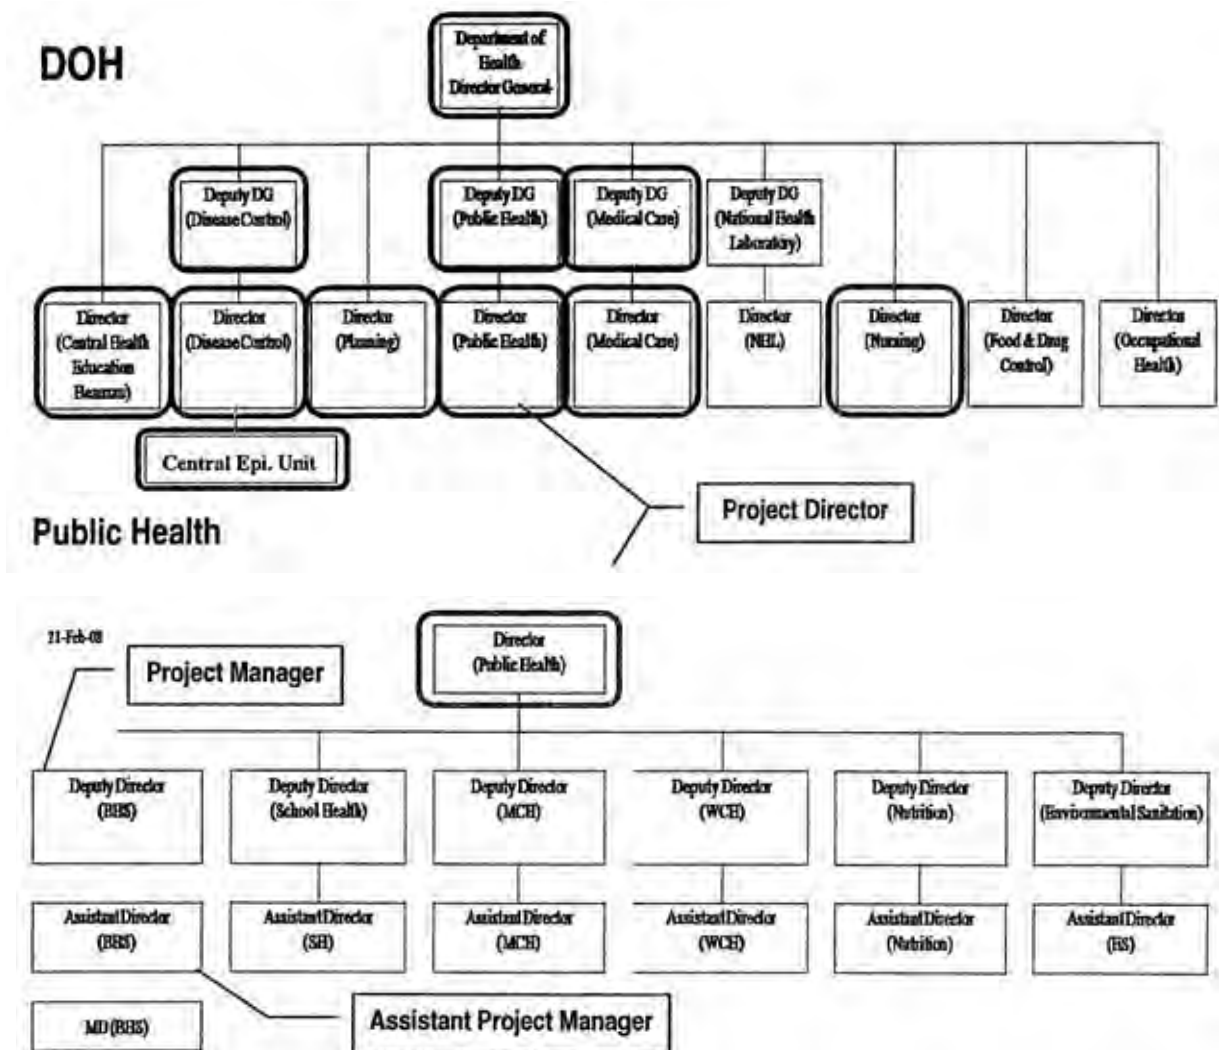 DOH
Department of
Health
Director General
Deputy DG
(Disease Control)
Deputy DG
(Public Health)
Deputy DG
(Medical Care)
Deputy DG
(National Health
Laboratory)
Director
(Central Health
Education
Director
(Disease Control)
Director
(Planning)
Director
(Public Health)
Director
(Medical Care)
Director
(NHL)
Director
(Nursing)
Director
(Food & Drug
Control)
Director
(Occupational
Health)
Central Epi. Unit
Project Director
Public Health
21-Feb-08
Project Manager
Director
(Public Health)
Deputy Director
(BHS)
Deputy Director
(School Health)
Deputy Director
(MCH)
Deputy Director
(WCH)
Deputy Director
(Nutrition)
Deputy Director
(Environmental Sanitation)
Assistant Director
(BHS)
Assistant Director
(SH)
Assistant Director
(MCH)
Assistant Director
(WCH)
Assistant Director
(Nutrition)
Assistant Director
(ES)
MD (BHS)
Assistant Project Manager